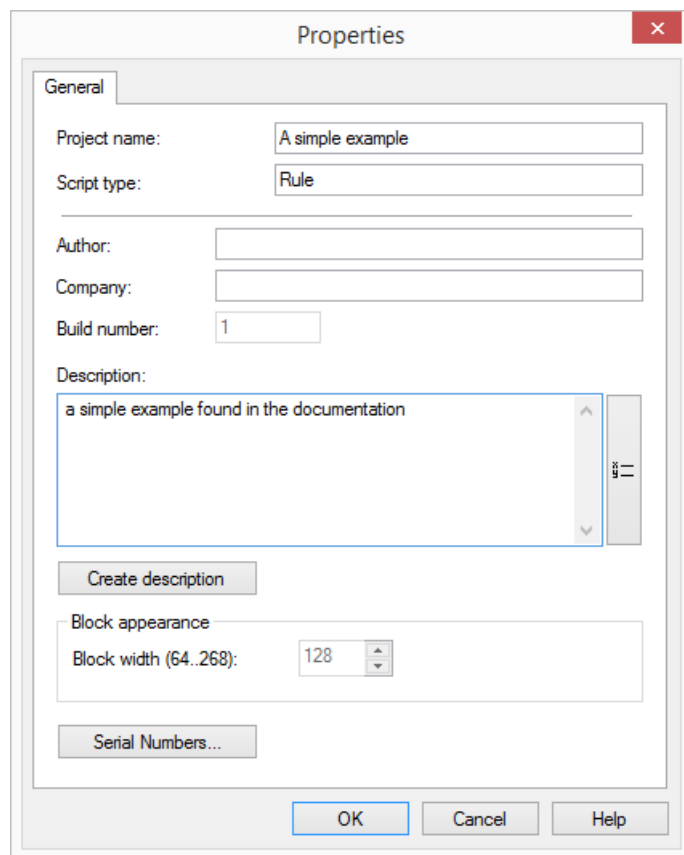 Properties
General
Project name: A simple example
Script type: Rule
Author:
Company:
Build number: 1
Description:
a simple example found in the documentation
Create description
Block appearance
Block width (64..268): 128
Serial Numbers...
OK Cancel Help